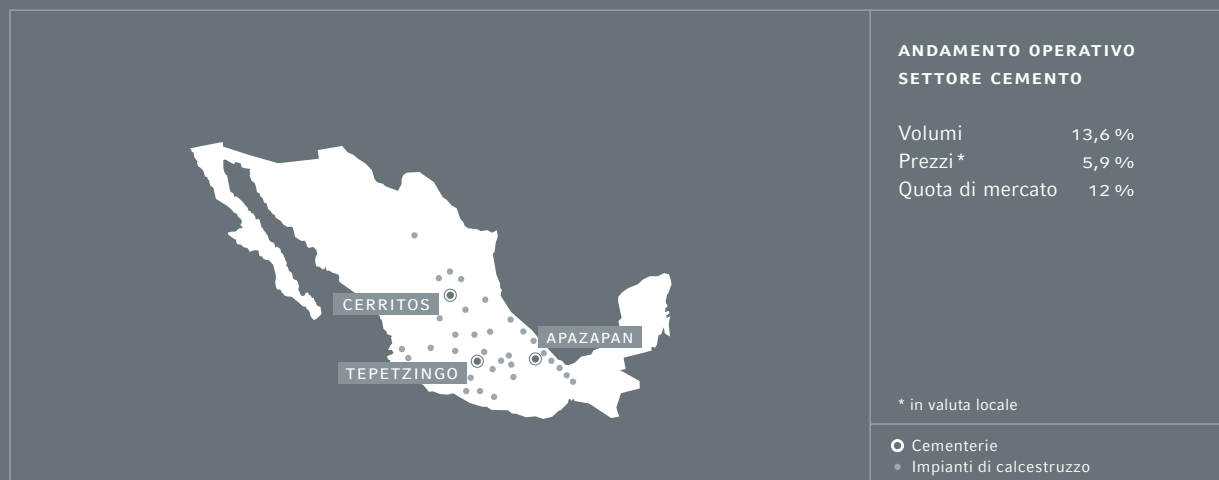 ANDAMENTO OPERATIVO
SETTORE CEMENTO
Volumi 13,6 %
Prezzi * 5,9 %
Quota di mercato 12 %
CERRITOS
APAZAPAN
TEPETZINGO
* in valuta locale
Cementerie
Impianti di calcestruzzo